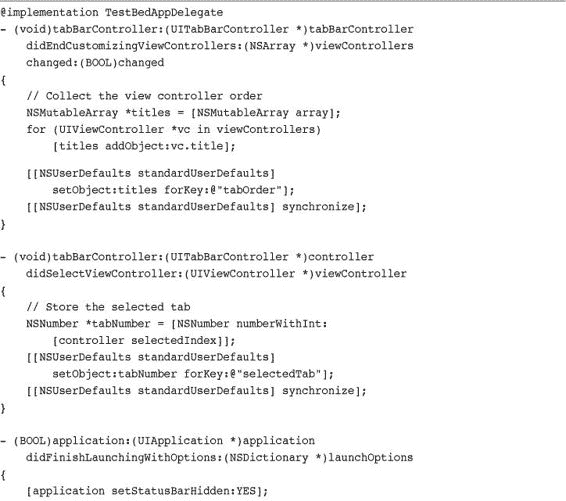 @implementation TestBedAppDelegate
- (void)tabBarController:(UITabBarController *)tabBarController
    didEndCustomizingViewControllers:(NSArray *)viewControllers
    changed:(BOOL)changed
{
    // Collect the view controller order
    NSMutableArray *titles = [NSMutableArray array];
    for (UIViewController *vc in viewControllers)
        [titles addObject:vc.title];

    [[NSUserDefaults standardUserDefaults]
        setObject:titles forKey:@"tabOrder"];
    [[NSUserDefaults standardUserDefaults] synchronize];
}

- (void)tabBarController:(UITabBarController *)controller
    didSelectViewController:(UIViewController *)viewController
{
    // Store the selected tab
    NSNumber *tabNumber = [NSNumber numberWithInt:
        [controller selectedIndex]];
    [[NSUserDefaults standardUserDefaults]
        setObject:tabNumber forKey:@"selectedTab"];
    [[NSUserDefaults standardUserDefaults] synchronize];
}

- (BOOL)application:(UIApplication *)application
    didFinishLaunchingWithOptions:(NSDictionary *)launchOptions
{
    [application setStatusBarHidden:YES];